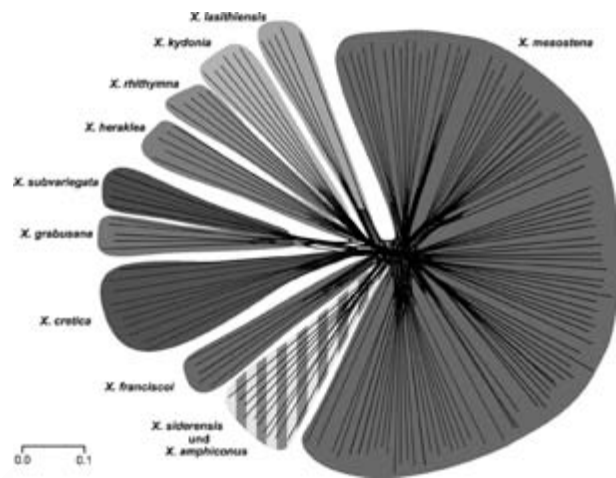 X. lasithiensis
X. kydonia
X. mesostena
X. rhithymna
X. heraklea
X. subvariegata
X. grabusana
X. cretica
X. franciscoi
X. siderensis
und
X. amphiconus
0.0 0.1